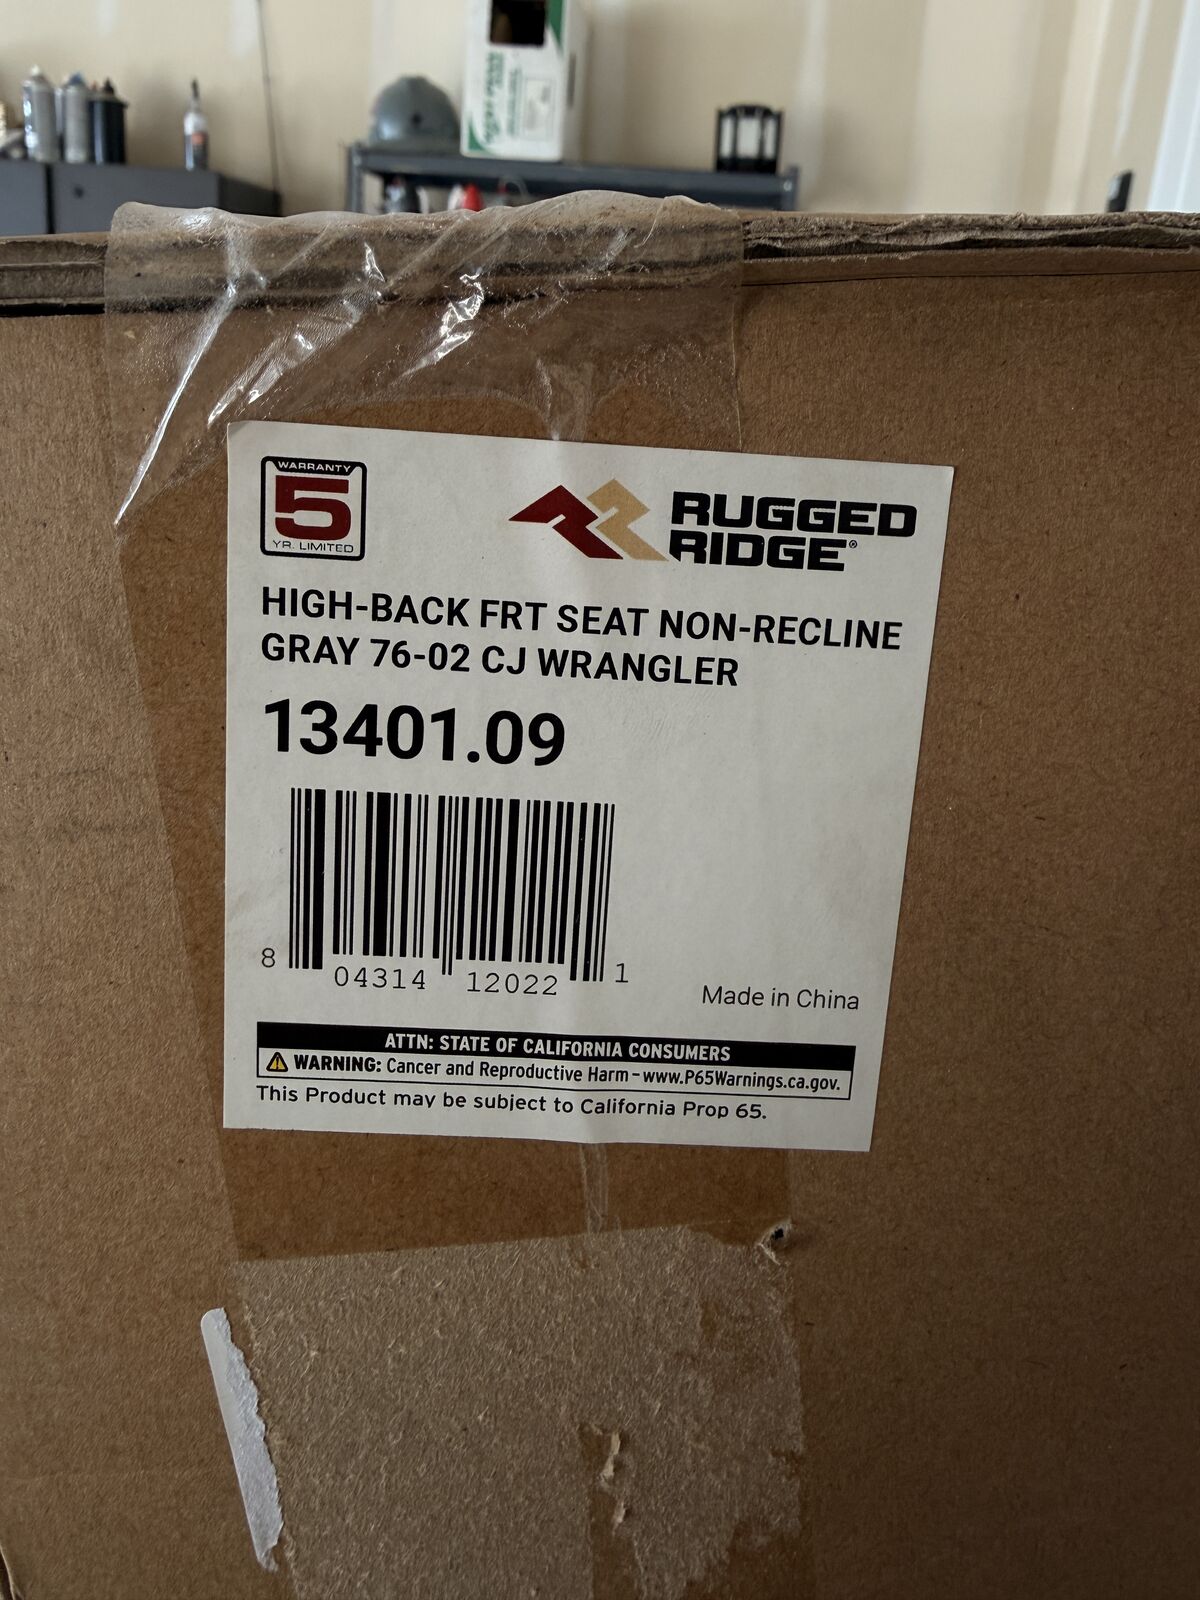 WARRANTY
5
YR. LIMITED
RUGGED
RIDGE®
HIGH-BACK FRT SEAT NON-RECLINE
GRAY 76-02 CJ WRANGLER
13401.09
8 04314 12022 1
Made in China
ATTN: STATE OF CALIFORNIA CONSUMERS
WARNING: Cancer and Reproductive Harm – www.P65Warnings.ca.gov.
This Product may be subject to California Prop 65.